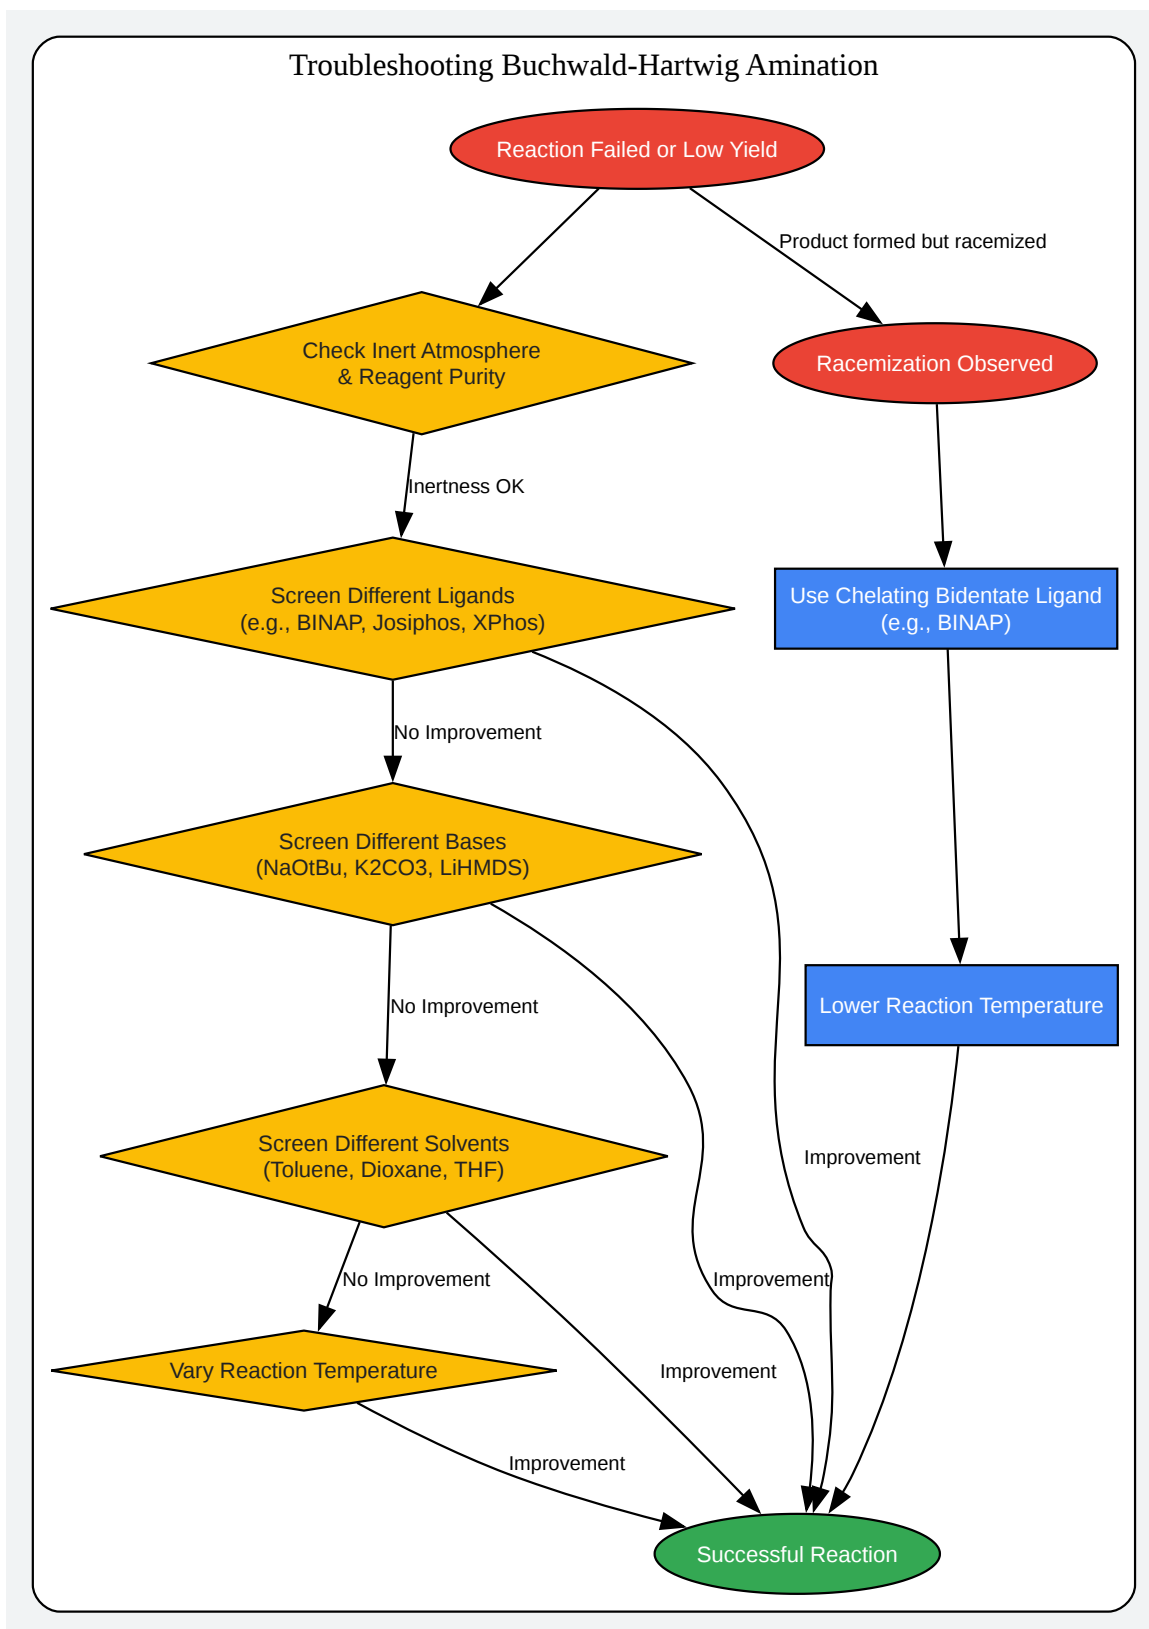 Troubleshooting Buchwald-Hartwig Amination
Reaction Failed or Low Yield
Product formed but racemized
Check Inert Atmosphere
& Reagent Purity
Racemization Observed
Inertness OK
Screen Different Ligands
(e.g., BINAP, Josiphos, XPhos)
Use Chelating Bidentate Ligand
(e.g., BINAP)
No Improvement
Screen Different Bases
(NaOtBu, K2CO3, LiHMDS)
No Improvement
Lower Reaction Temperature
Screen Different Solvents
(Toluene, Dioxane, THF)
Improvement
No Improvement
Improvement
Vary Reaction Temperature
Improvement
Improvement
Successful Reaction